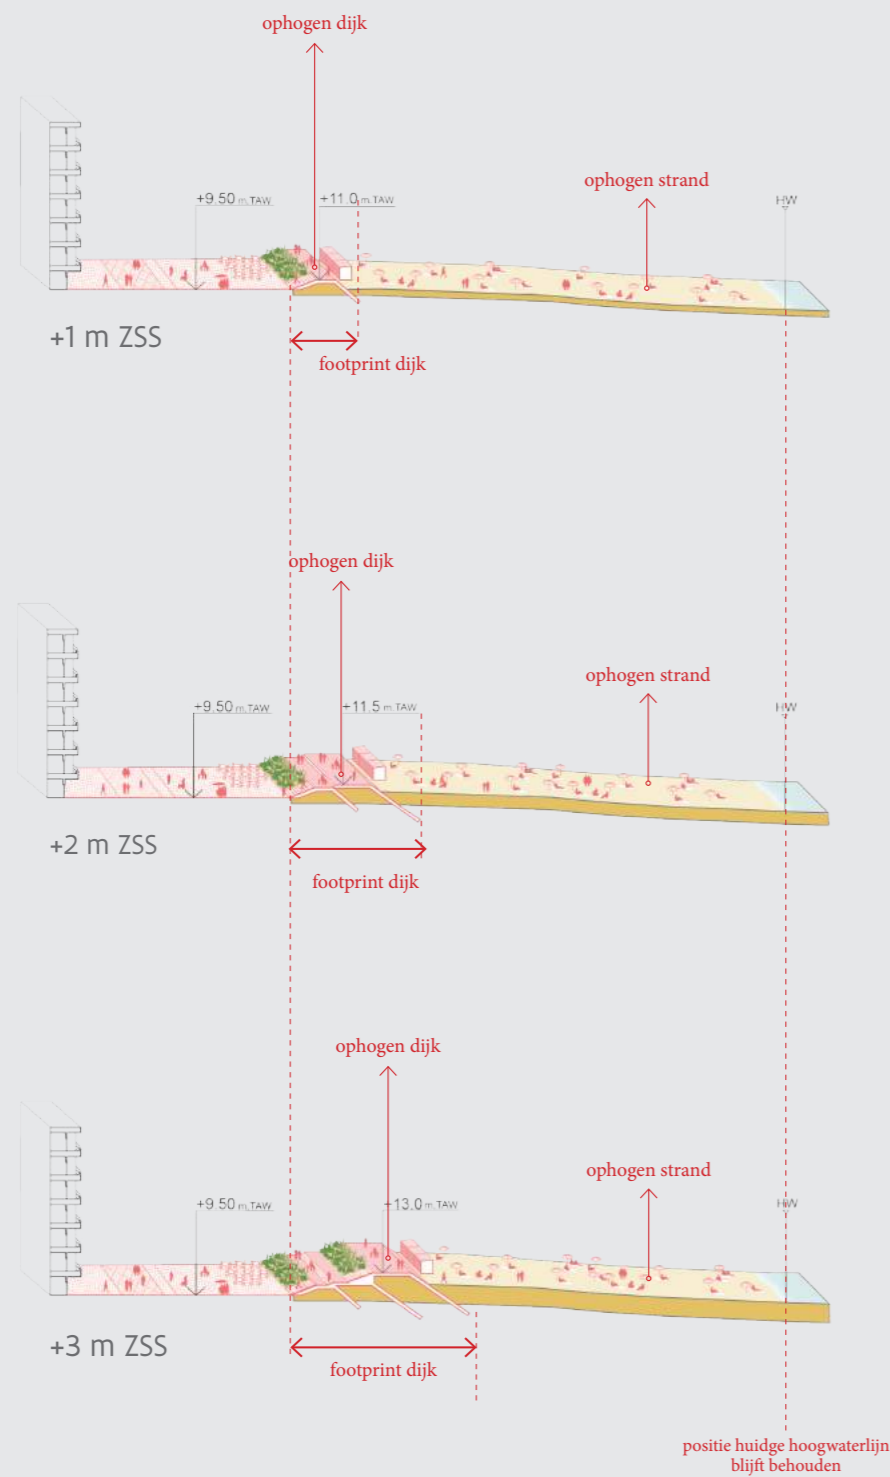 ophogen dijk
ophogen strand
+9.50 m.TAW
+11.0 m.TAW
HW
+1 m ZSS
footprint dijk
ophogen dijk
ophogen strand
+9.50 m.TAW
+11.5 m.TAW
HW
+2 m ZSS
footprint dijk
ophogen dijk
ophogen strand
+9.50 m.TAW
+13.0 m.TAW
HW
+3 m ZSS
footprint dijk
positie huidge hoogwaterlijn
blijft behouden